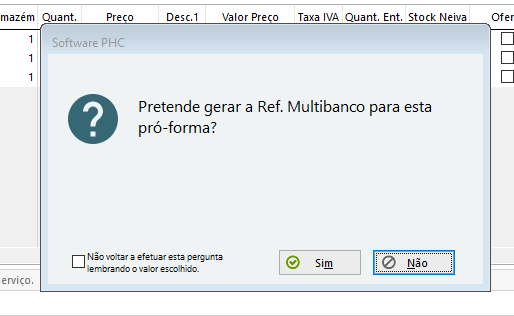 mazém Quant. Preço Desc.1 Valor Preço Taxa IVA Quant. Ent. Stock Neiva Ofer
1
1
1
Software PHC
Pretende gerar a Ref. Multibanco para esta
pró-forma?
Não voltar a efetuar esta pergunta
lembrando o valor escolhido.
Sim Não
erviço.